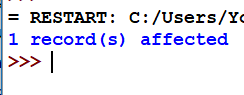 = RESTART: C:/Users/Yo
1 record(s) affected
>>>